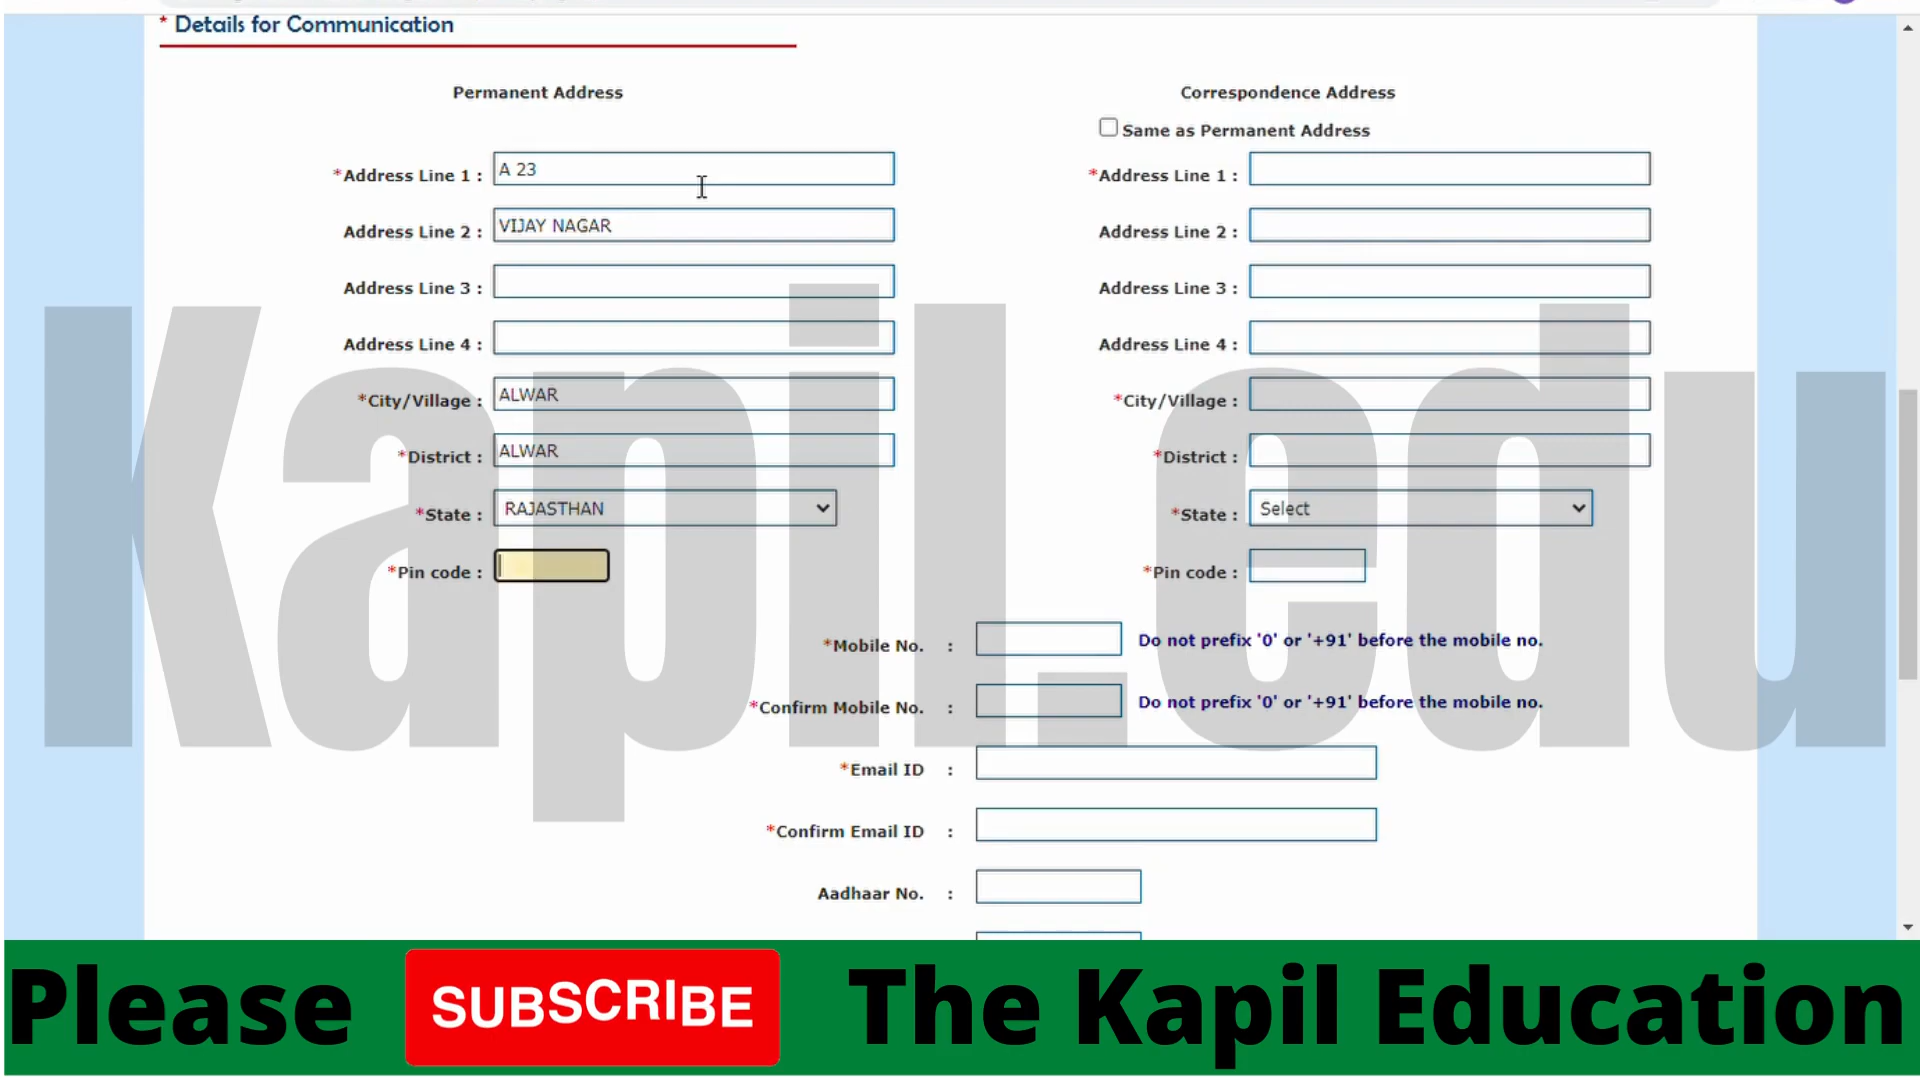 * Details for Communication
Permanent Address
Correspondence Address
Same as Permanent Address
*Address Line 1 : A 23
*Address Line 1 :
Address Line 2 : VIJAY NAGAR
Address Line 2 :
Address Line 3 :
Address Line 3 :
Address Line 4 :
Address Line 4 :
*City/Village : ALWAR
*City/Village :
*District : ALWAR
*District :
*State : RAJASTHAN
*State : Select
*Pin code :
*Pin code :
Kapil.edu
*Mobile No. : Do not prefix '0' or '+91' before the mobile no.
*Confirm Mobile No. : Do not prefix '0' or '+91' before the mobile no.
*Email ID :
*Confirm Email ID :
Aadhaar No. :
Please SUBSCRIBE The Kapil Education